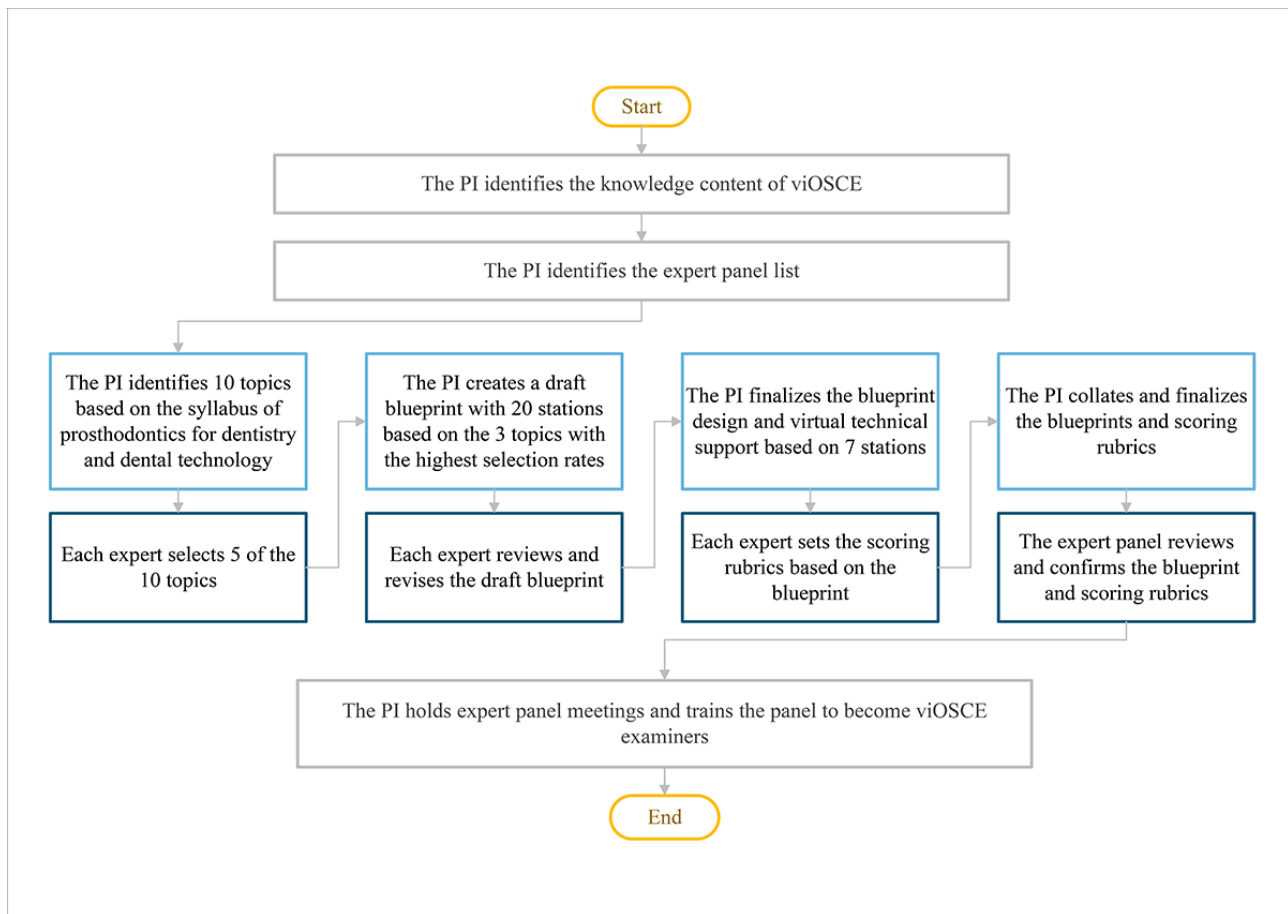 Start
The PI identifies the knowledge content of viOSCE
The PI identifies the expert panel list
The PI identifies 10 topics
based on the syllabus of
prosthodontics for dentistry
and dental technology
Each expert selects 5 of the
10 topics
The PI creates a draft
blueprint with 20 stations
based on the 3 topics with
the highest selection rates
Each expert reviews and
revises the draft blueprint
The PI finalizes the blueprint
design and virtual technical
support based on 7 stations
Each expert sets the scoring
rubrics based on the
blueprint
The PI collates and finalizes
the blueprints and scoring
rubrics
The expert panel reviews
and confirms the blueprint
and scoring rubrics
The PI holds expert panel meetings and trains the panel to become viOSCE
examiners
End